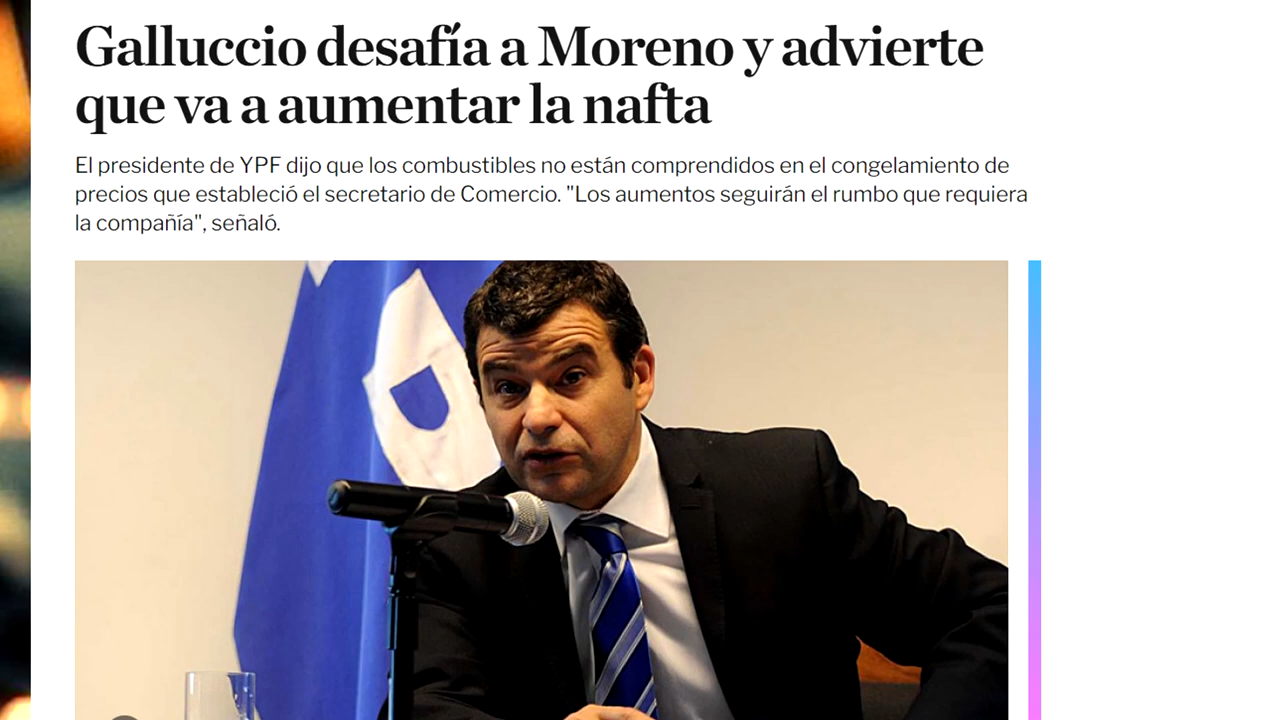 Galluccio desafía a Moreno y advierte
que va a aumentar la nafta
El presidente de YPF dijo que los combustibles no están comprendidos en el congelamiento de
precios que estableció el secretario de Comercio. "Los aumentos seguirán el rumbo que requiera
la compañía", señaló.